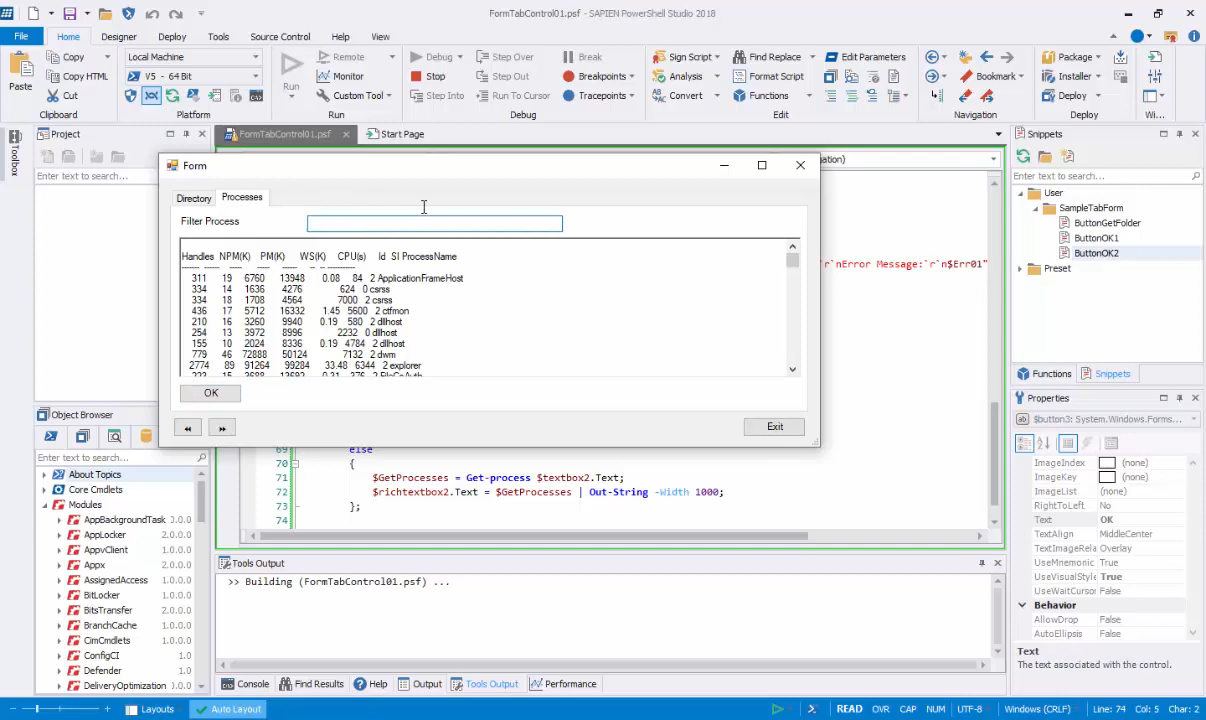 FormTabControl01.psf - SAPIEN PowerShell Studio 2018
File Home Designer Deploy Tools Source Control Help View
Paste Copy Copy HTML Cut
Clipboard
Local Machine
V5 - 64 Bit
Platform
Run Remote Monitor Custom Tool
Run
Debug Step Over Break
Stop Step Out Breakpoints
Step Into Run To Cursor Tracepoints
Debug
Sign Script Find Replace Edit Parameters
Analysis Format Script
Convert Functions
Edit
Bookmark
Navigation
Package
Installer
Deploy
Deploy
Wi...
Toolbox
Project
Enter text to search...
FormTabControl01.psf Start Page
Form
Directory Processes
Filter Process
Handles NPM(K) PM(K) WS(K) CPU(s) Id SI ProcessName
311 19 6760 13948 0.08 84 2 ApplicationFrameHost
334 14 1636 4276 624 0 csrss
334 18 1708 4564 7000 2 csrss
436 17 5712 16332 1.45 5600 2 ctfmon
210 16 3260 9940 0.19 580 2 dllhost
254 13 3972 8996 2232 0 dllhost
155 10 2024 8336 0.19 4784 2 dllhost
779 46 72888 50124 7132 2 dwm
2774 89 91264 99284 33.48 6344 2 explorer
OK
Exit
`r`nError Message:`r`n$Err01"
69 else
70 {
71 $GetProcesses = Get-process $textbox2.Text;
72 $richtextbox2.Text = $GetProcesses | Out-String -Width 1000;
73 };
74
Snippets
Enter text to search...
User
SampleTabForm
ButtonGetFolder
ButtonOK1
ButtonOK2
Preset
Functions Snippets
Object Browser
Enter text to search...
About Topics
Core Cmdlets
Modules
AppBackgroundTask 1.0.0.0
AppLocker 2.0.0.0
AppvClient 1.0.0.0
Appx 2.0.0.0
AssignedAccess 1.0.0.0
BitLocker 1.0.0.0
BitsTransfer 2.0.0.0
BranchCache 1.0.0.0
CimCmdlets 1.0.0.0
ConfigCI 1.0
Defender 1.0
DeliveryOptimization 1.0
Tools Output
>> Building (FormTabControl01.psf) ...
Console Find Results Help Output Tools Output Performance
Properties
$button3: System.Windows.Forms...
ImageIndex (none)
ImageKey (none)
ImageList (none)
RightToLeft No
Text OK
TextAlign MiddleCenter
TextImageRela Overlay
UseMnemonic True
UseVisualStyle True
UseWaitCursor False
Behavior
AllowDrop False
AutoEllipsis False
Text
The text associated with the control.
Layouts Auto Layout
READ OVR CAP NUM UTF-8 Windows (CRLF) Line: 74 Col: 5 Char: 2